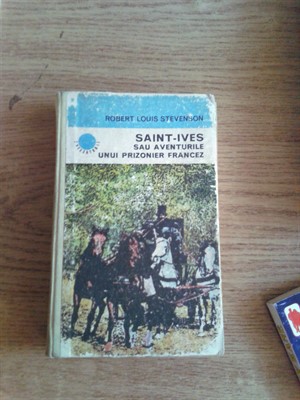 ROBERT LOUIS STEVENSON
SAINT-IVES
SAU AVENTURILE
UNUI PRIZONIER FRANCEZ